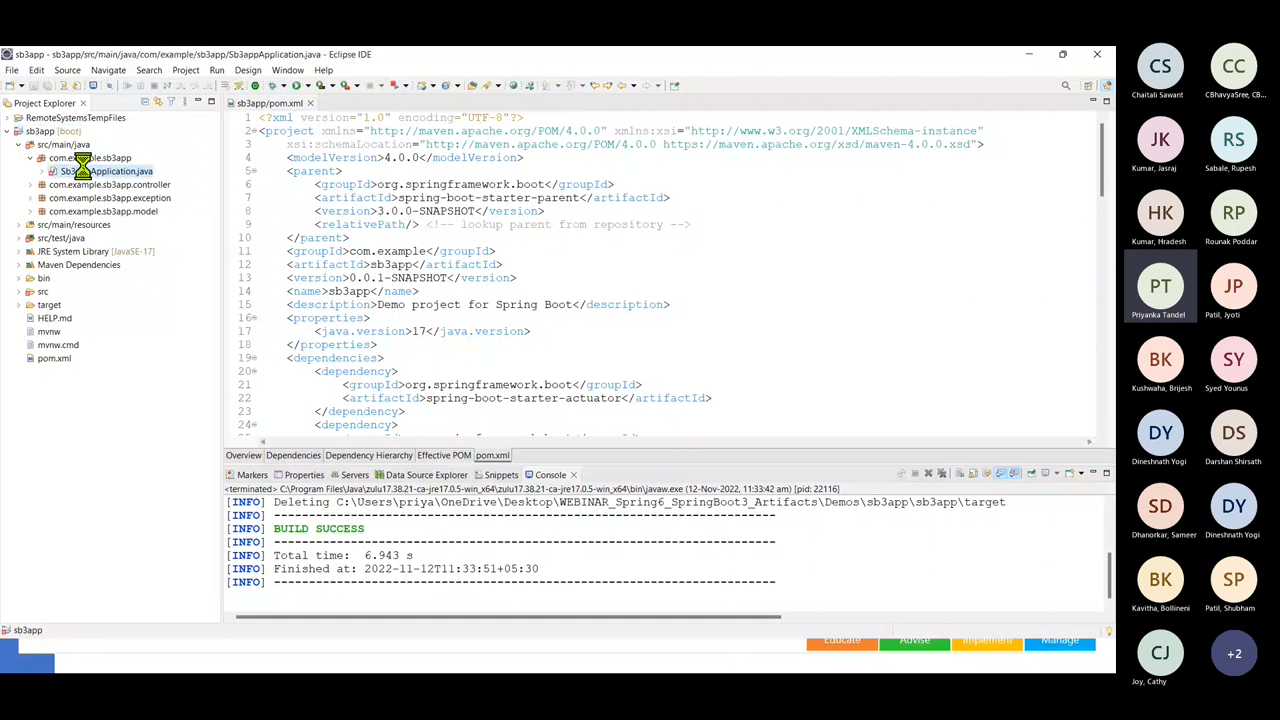 sb3app - sb3app/src/main/java/com/example/sb3app/Sb3appApplication.java - Eclipse IDE
File Edit Source Navigate Search Project Run Design Window Help
Project Explorer
RemoteSystemsTempFiles
sb3app [boot]
src/main/java
com.example.sb3app
Application.java
com.example.sb3app.controller
com.example.sb3app.exception
com.example.sb3app.model
src/main/resources
src/test/java
JRE System Library [JavaSE-17]
Maven Dependencies
bin
src
target
HELP.md
mvnw
mvnw.cmd
pom.xml
sb3app/pom.xml
1 <?xml version="1.0" encoding="UTF-8"?>
2 <project xmlns="http://maven.apache.org/POM/4.0.0" xmlns:xsi="http://www.w3.org/2001/XMLSchema-instance"
3 xsi:schemaLocation="http://maven.apache.org/POM/4.0.0 https://maven.apache.org/xsd/maven-4.0.0.xsd">
4 <modelVersion>4.0.0</modelVersion>
5 <parent>
6 <groupId>org.springframework.boot</groupId>
7 <artifactId>spring-boot-starter-parent</artifactId>
8 <version>3.0.0-SNAPSHOT</version>
9 <relativePath/> <!-- lookup parent from repository -->
10 </parent>
11 <groupId>com.example</groupId>
12 <artifactId>sb3app</artifactId>
13 <version>0.0.1-SNAPSHOT</version>
14 <name>sb3app</name>
15 <description>Demo project for Spring Boot</description>
16 <properties>
17 <java.version>17</java.version>
18 </properties>
19 <dependencies>
20 <dependency>
21 <groupId>org.springframework.boot</groupId>
22 <artifactId>spring-boot-starter-actuator</artifactId>
23 </dependency>
24 <dependency>
Overview Dependencies Dependency Hierarchy Effective POM pom.xml
Markers Properties Servers Data Source Explorer Snippets Console
<terminated> C:\Program Files\Java\zulu17.38.21-ca-jre17.0.5-win_x64\zulu17.38.21-ca-jre17.0.5-win_x64\bin\javaw.exe (12-Nov-2022, 11:33:42 am) [pid: 22116]
[INFO] Deleting C:\Users\priya\OneDrive\Desktop\WEBINAR_Spring6_SpringBoot3_Artifacts\Demos\sb3app\sb3app\target
[INFO] ------------------------------------------------------------------------
[INFO] BUILD SUCCESS
[INFO] ------------------------------------------------------------------------
[INFO] Total time: 6.943 s
[INFO] Finished at: 2022-11-12T11:33:51+05:30
[INFO] ------------------------------------------------------------------------
sb3app
Educate Advise Implement Manage
CS CC
Chaitali Sawant CBhavyaSree, CB...
JK RS
Kumar, Jasraj Sabale, Rupesh
HK RP
Kumar, Hradesh Rounak Poddar
PT JP
Priyanka Tandel Patil, Jyoti
BK SY
Kushwaha, Brijesh Syed Younus
DY DS
Dineshnath Yogi Darshan Shirsath
SD DY
Dhanorkar, Sameer Dineshnath Yogi
BK SP
Kavitha, Bollineni Patil, Shubham
CJ +2
Joy, Cathy